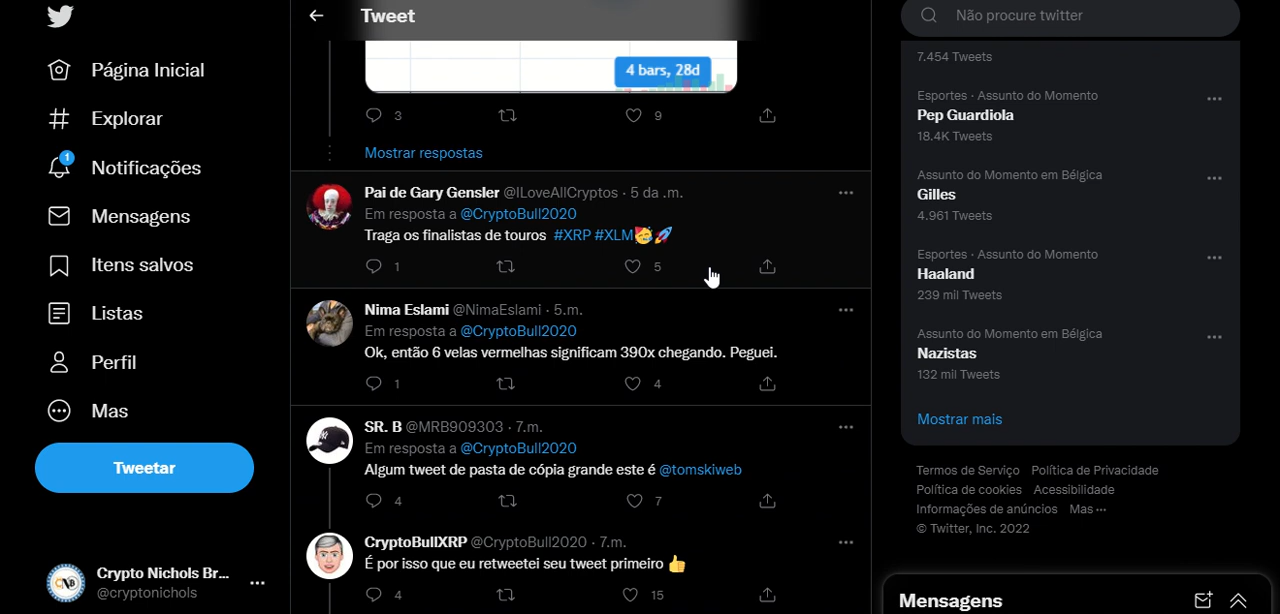 Página Inicial
Explorar
1
Notificações
Mensagens
Itens salvos
Listas
Perfil
Mas
Tweetar
Crypto Nichols Br...
@cryptonichols
Tweet
4 bars, 28d
3 9
Mostrar respostas
Pai de Gary Gensler @ILoveAllCryptos · 5 da .m.
Em resposta a @CryptoBull2020
Traga os finalistas de touros #XRP #XLM🥳🚀
1 5
Nima Eslami @NimaEslami · 5.m.
Em resposta a @CryptoBull2020
Ok, então 6 velas vermelhas significam 390x chegando. Peguei.
1 4
SR. B @MRB909303 · 7.m.
Em resposta a @CryptoBull2020
Algum tweet de pasta de cópia grande este é @tomskiweb
4 7
CryptoBullXRP @CryptoBull2020 · 7.m.
É por isso que eu retweetei seu tweet primeiro 👍
4 15
Não procure twitter
7.454 Tweets
Esportes · Assunto do Momento
Pep Guardiola
18.4K Tweets
Assunto do Momento em Bélgica
Gilles
4.961 Tweets
Esportes · Assunto do Momento
Haaland
239 mil Tweets
Assunto do Momento em Bélgica
Nazistas
132 mil Tweets
Mostrar mais
Termos de Serviço Política de Privacidade
Política de cookies Acessibilidade
Informações de anúncios Mas ···
© Twitter, Inc. 2022
Mensagens